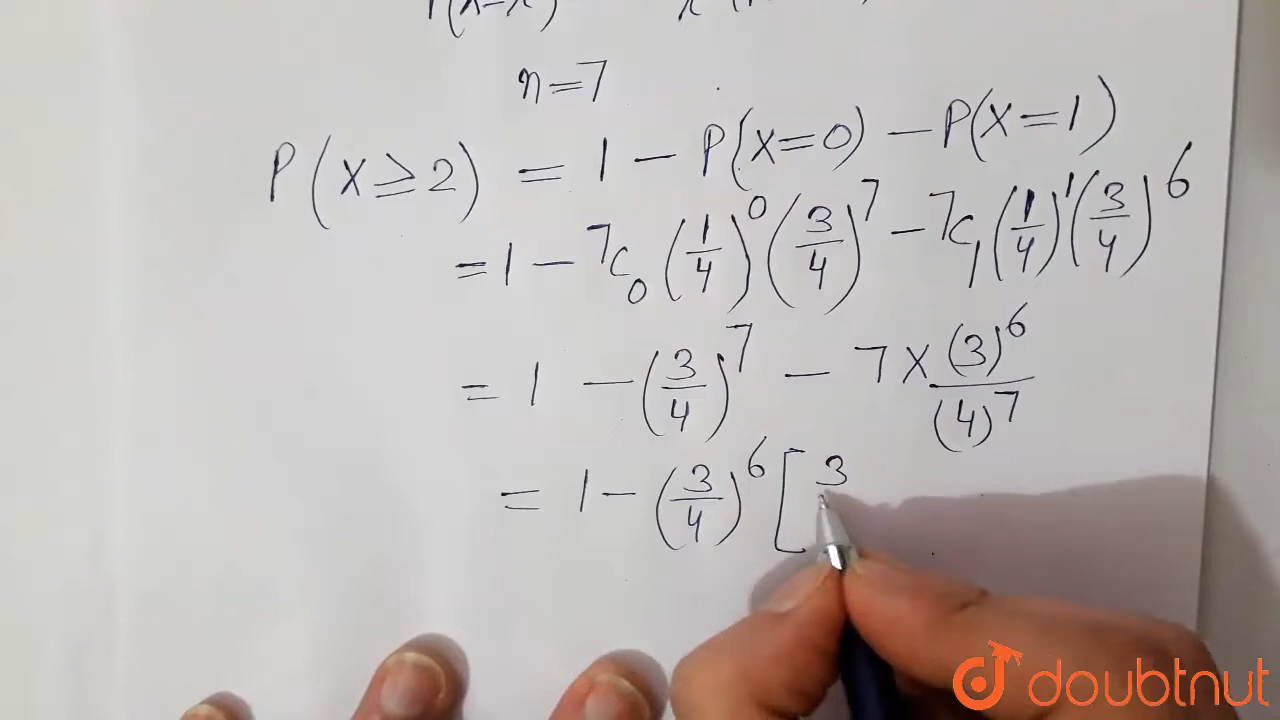 n=7
P(X≥2) = 1 - P(X=0) - P(X=1)
=1 - ⁷C₀ (1/4)⁰ (3/4)⁷ - ⁷C₁ (1/4)¹ (3/4)⁶
= 1 - (3/4)⁷ - 7 × (3)⁶/(4)⁷
= 1 - (3/4)⁶ [3
doubtnut